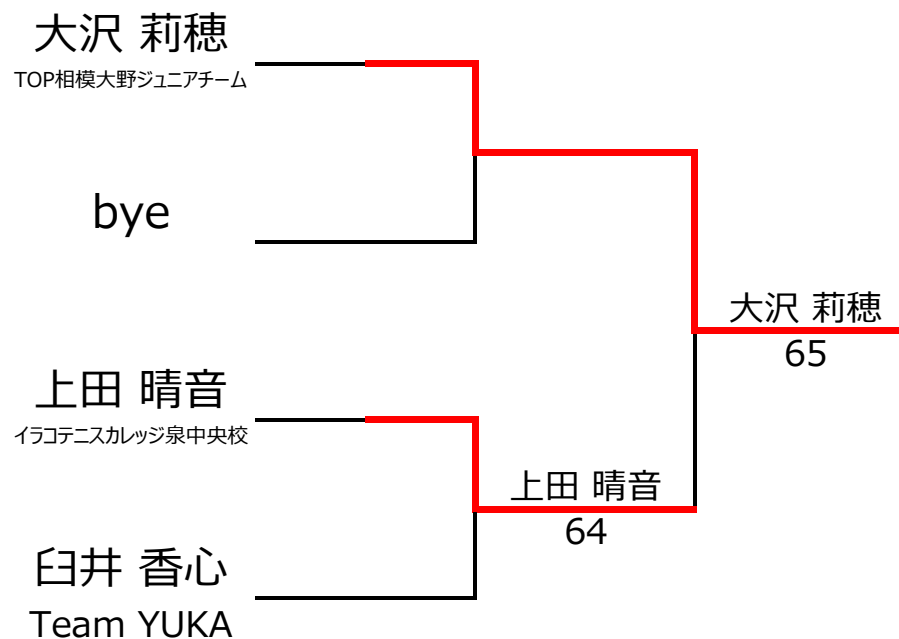 大沢 莉穂
TOP相模大野ジュニアチーム
bye
大沢 莉穂
65
上田 晴音
イラコテニスカレッジ泉中央校
上田 晴音
64
臼井 香心
Team YUKA